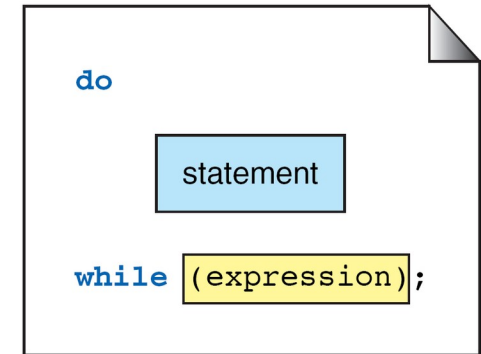 do
statement
while (expression);